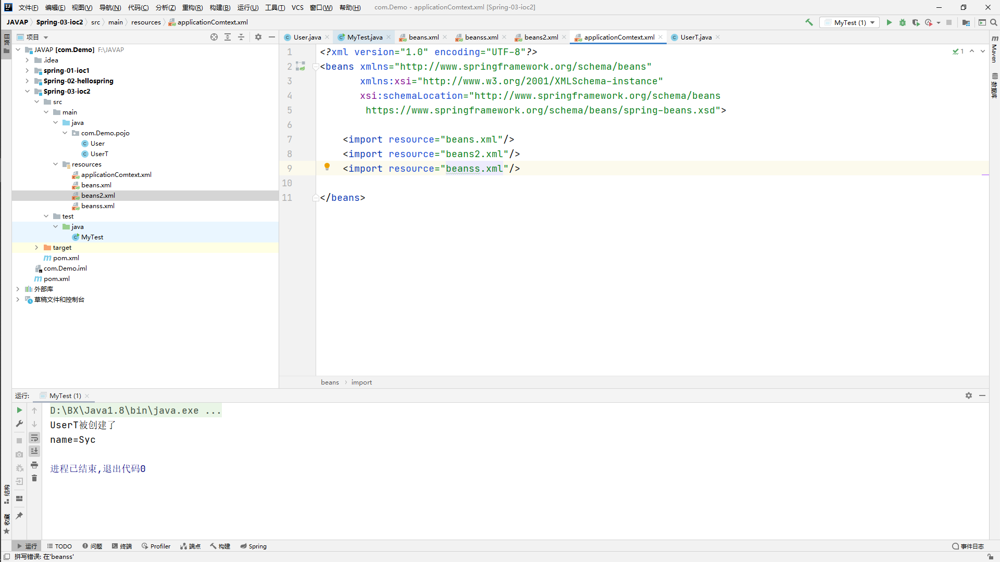 文件(F) 编辑(E) 视图(V) 导航(N) 代码(C) 分析(Z) 重构(R) 构建(B) 运行(U) 工具(T) VCS 窗口(W) 帮助(H) com.Demo - applicationComtext.xml [Spring-03-ioc2]
JAVAP Spring-03-ioc2 src main resources applicationComtext.xml MyTest (1)
项目
项目
User.java MyTest.java beans.xml beanss.xml beans2.xml applicationComtext.xml UserT.java
JAVAP [com.Demo] F:\JAVAP
.idea
spring-01-ioc1
Spring-02-hellospring
Spring-03-ioc2
src
main
java
com.Demo.pojo
User
UserT
resources
applicationComtext.xml
beans.xml
beans2.xml
beanss.xml
test
java
MyTest
target
pom.xml
com.Demo.iml
pom.xml
外部库
草稿文件和控制台
1 <?xml version="1.0" encoding="UTF-8"?>
2 <beans xmlns="http://www.springframework.org/schema/beans"
3 xmlns:xsi="http://www.w3.org/2001/XMLSchema-instance"
4 xsi:schemaLocation="http://www.springframework.org/schema/beans
5 https://www.springframework.org/schema/beans/spring-beans.xsd">
6
7 <import resource="beans.xml"/>
8 <import resource="beans2.xml"/>
9 <import resource="beanss.xml"/>
10
11 </beans>
1
m
Maven
数据库
beans import
运行: MyTest (1)
D:\BX\Java1.8\bin\java.exe ...
UserT被创建了
name=Syc
进程已结束,退出代码0
结构
收藏
运行 TODO 问题 终端 Profiler 端点 构建 Spring 事件日志
拼写错误: 在'beanss'